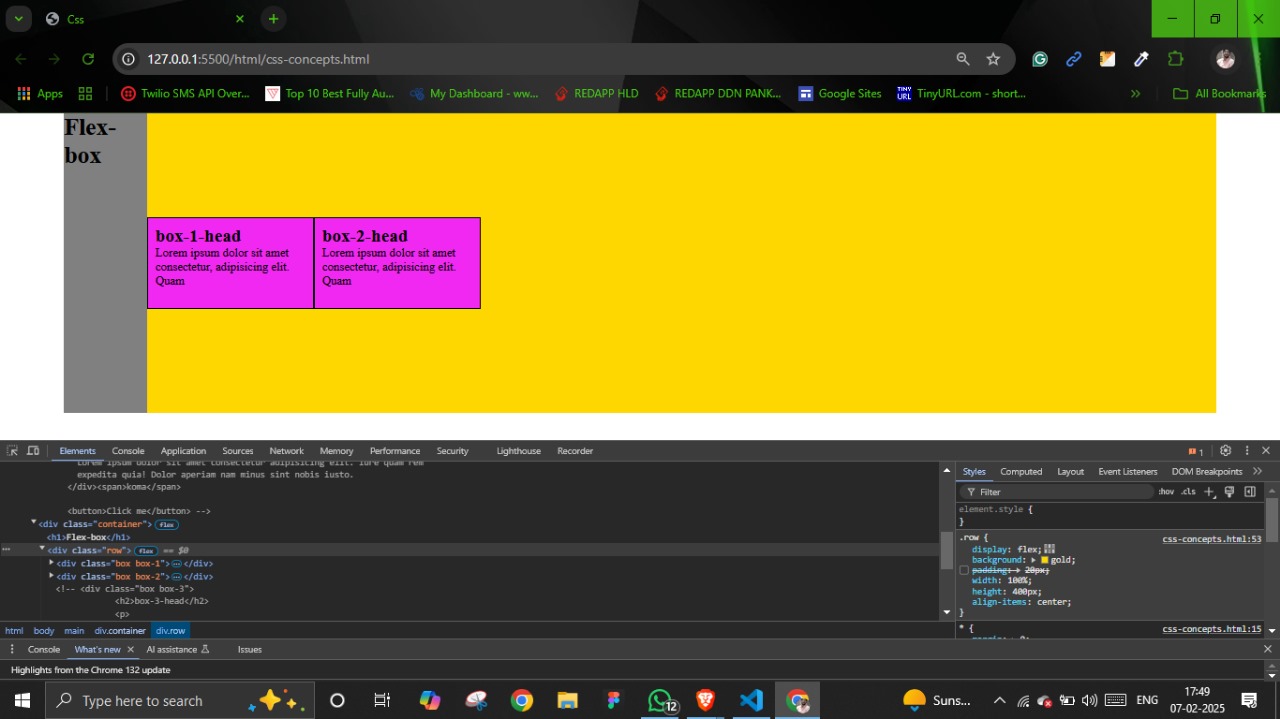 Css
127.0.0.1:5500/html/css-concepts.html
Apps
Twilio SMS API Over...
Top 10 Best Fully Au...
My Dashboard - ww...
REDAPP HLD
REDAPP DDN PANK...
Google Sites
TINY URL
TinyURL.com - short...
All Bookmarks
Flex-
box
box-1-head
Lorem ipsum dolor sit amet
consectetur, adipisicing elit.
Quam
box-2-head
Lorem ipsum dolor sit amet
consectetur, adipisicing elit.
Quam
Elements Console Application Sources Network Memory Performance Security Lighthouse Recorder
1
Lorem ipsum dolor sit amet consectetur adipisicing elit. Iure quam rem
expedita quia! Dolor aperiam nam minus sint nobis iusto.
</div><span>koma</span>
<button>Click me</button> -->
<div class="container"> flex
<h1>Flex-box</h1>
<div class="row"> flex == $0
<div class="box box-1"> </div>
<div class="box box-2"> </div>
<!-- <div class="box box-3">
<h2>box-3-head</h2>
<p>
html body main div.container div.row
Styles Computed Layout Event Listeners DOM Breakpoints
Filter :hov .cls
element.style {
}
.row { css-concepts.html:53
display: flex;
background: gold;
padding: 20px;
width: 100%;
height: 400px;
align-items: center;
}
* { css-concepts.html:15
Console What's new AI assistance Issues
Highlights from the Chrome 132 update
Type here to search
12
Suns...
ENG
17:49
07-02-2025